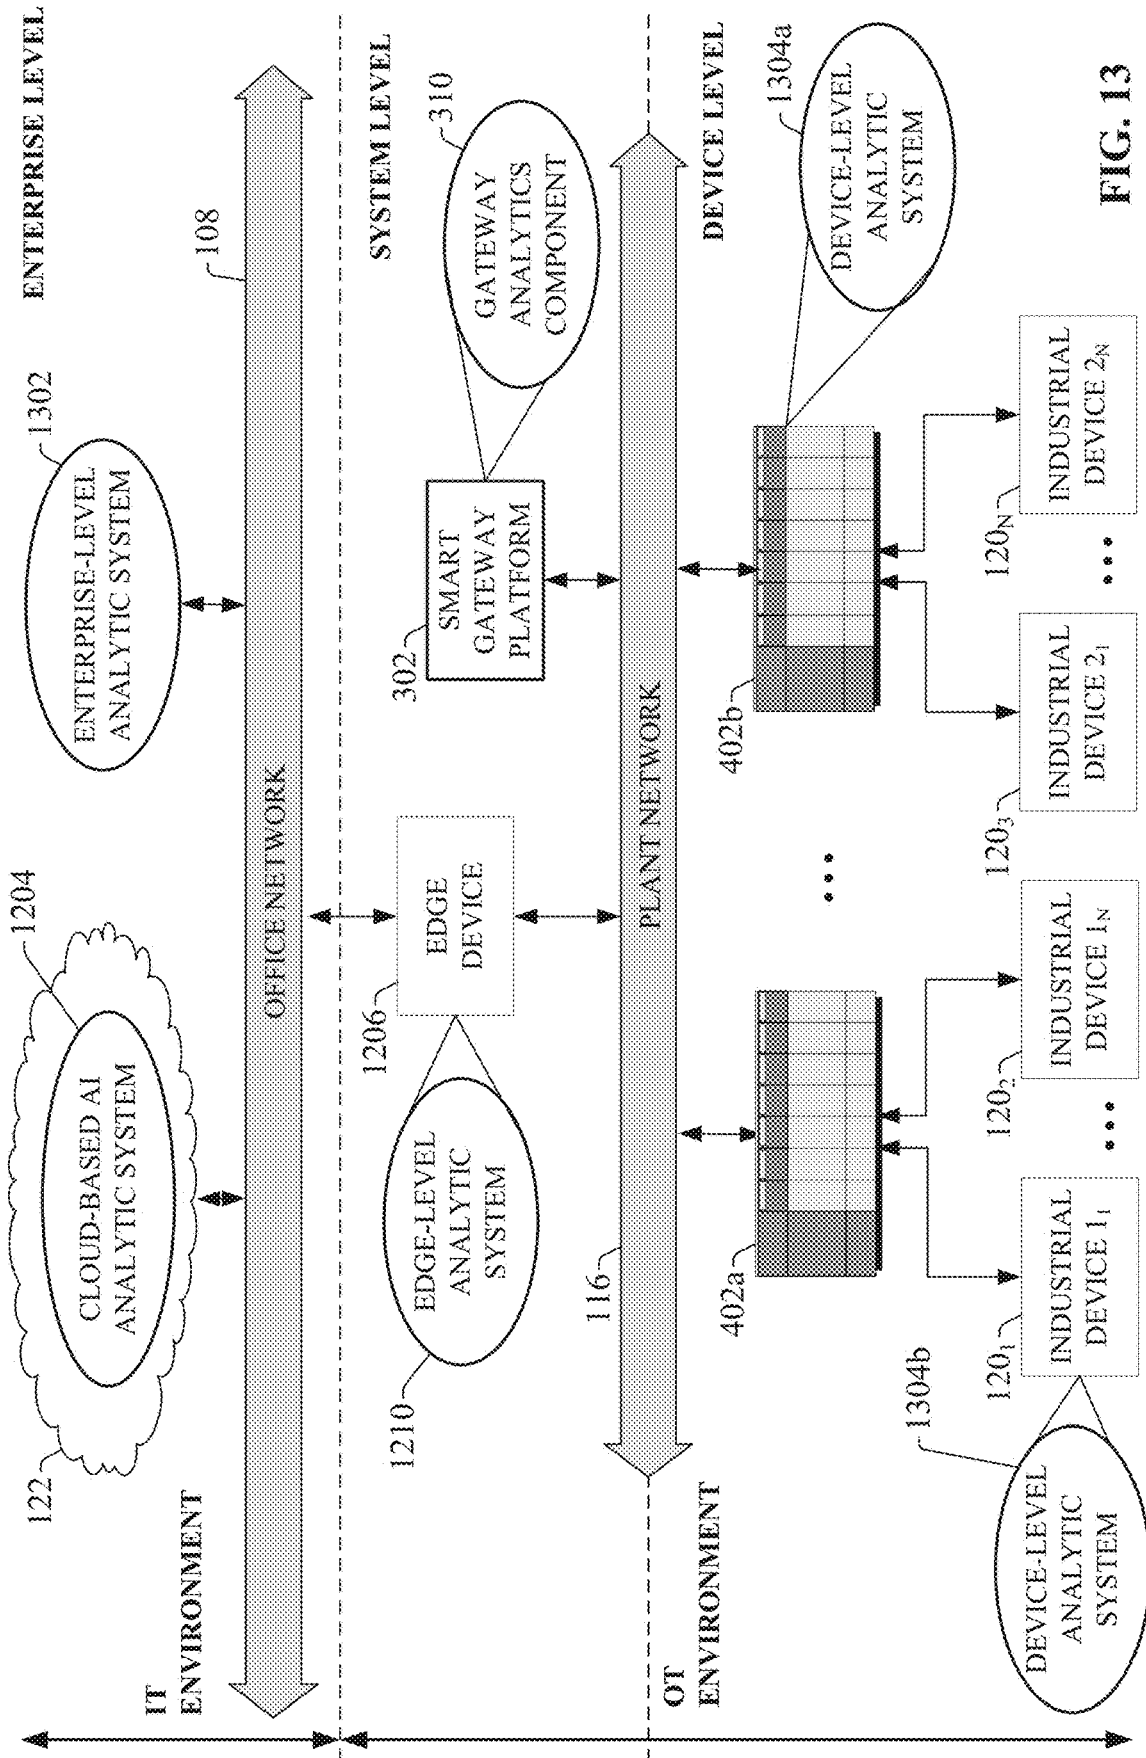 ENTERPRISE LEVEL
1204
1302
CLOUD-BASED AI
ANALYTIC SYSTEM
ENTERPRISE-LEVEL
ANALYTIC SYSTEM
122
108
IT
ENVIRONMENT
OFFICE NETWORK
SYSTEM LEVEL
1206
EDGE
DEVICE
302
SMART
GATEWAY
PLATFORM
310
GATEWAY
ANALYTICS
COMPONENT
1210
EDGE-LEVEL
ANALYTIC
SYSTEM
116
PLANT NETWORK
OT
ENVIRONMENT
DEVICE LEVEL
402a
...
402b
1304a
DEVICE-LEVEL
ANALYTIC
SYSTEM
1304b
DEVICE-LEVEL
ANALYTIC
SYSTEM
120₁
INDUSTRIAL
DEVICE 1₁
...
120₂
INDUSTRIAL
DEVICE 1N
120₃
INDUSTRIAL
DEVICE 2₁
...
120N
INDUSTRIAL
DEVICE 2N
FIG. 13